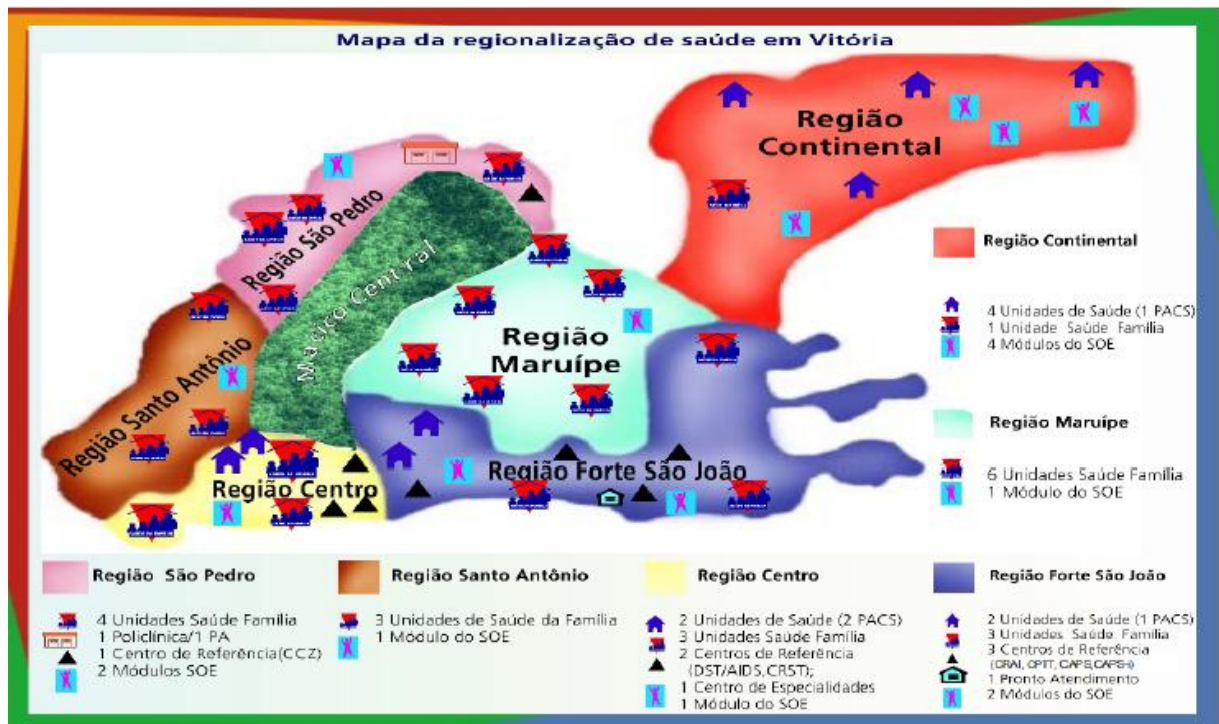 Mapa da regionalização de saúde em Vitória
Região
Continental
Região São Pedro
Maciço Central
Região
Maruípe
Região Santo Antônio
Região Centro
Região Forte São João
Região Continental
4 Unidades de Saúde (1 PACS)
1 Unidade Saúde Família
4 Módulos do SOE
Região Maruípe
6 Unidades Saúde Família
1 Módulo do SOE
Região São Pedro
4 Unidades Saúde Família
1 Policlínica/1 PA
1 Centro de Referência(CCZ)
2 Módulos SOE
Região Santo Antônio
3 Unidades de Saúde da Família
1 Módulo do SOE
Região Centro
2 Unidades de Saúde (2 PACS)
3 Unidades Saúde Família
2 Centros de Referência
(DST/AIDS,CRST);
1 Centro de Especialidades
1 Módulo do SOE
Região Forte São João
2 Unidades de Saúde (1 PACS)
3 Unidades Saúde Família
3 Centros de Referência
CPTT, CAPS,
1 Pronto Atendimento
2 Módulos do SOE